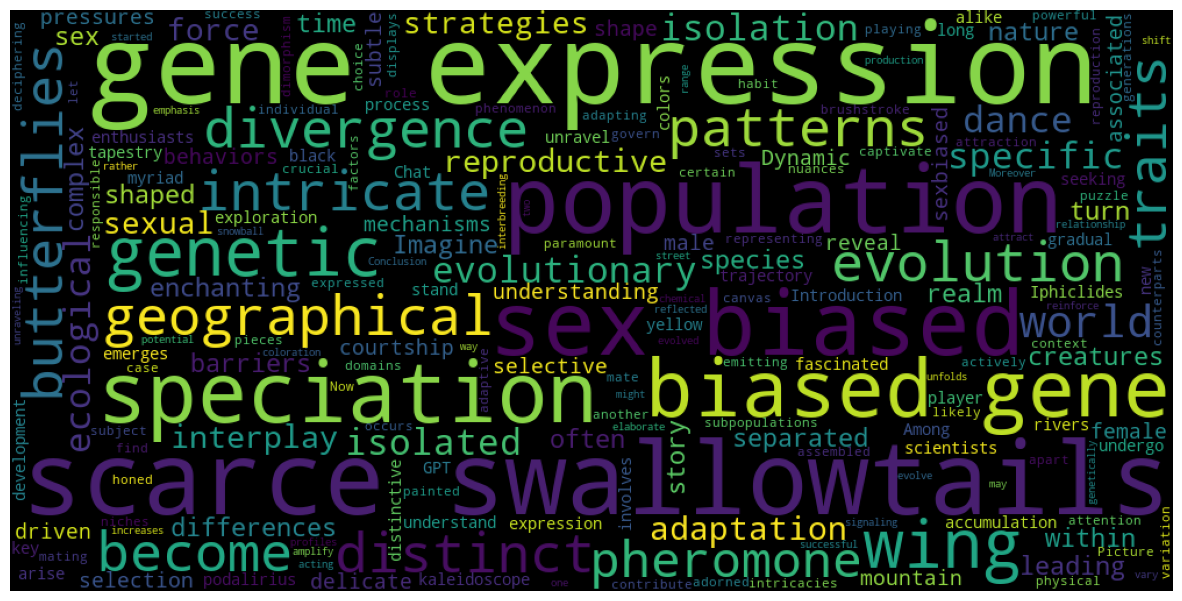 gene expression
scarce swallowtails
population
sex biased
speciation
biased gene
divergence
patterns
intricate
genetic
geographical
evolution
butterflies
traits
become
distinct
pheromone
wing
world
isolation
strategies
reproductive
evolutionary
specific
dance
adaptation
ecological
interplay
isolated
force
time
sex
pressures
shape
nature
alike
long
powerful
success
started
subtle
choice
displays
dimorphism
deciphering
let
emphasis
individual
process
role
phenomenon
adapting
habit
colors
range
production
playing
brushstroke
associated
reproduction
generations
shift
enthusiasts
tapestry
rather
behaviors
black
crucial
factors
unravel
govern
Dynamic
captivate
attraction
sets
nuances
certain
Moreover
sexbiased
seeking
puzzle
relationship
complex
responsible
myriad
shaped
Chat
sexual
exploration
snowball
mechanisms
Imagine
Conclusion
interbreeding
paramount
male
representing
reveal
attract
gradual
turn
influencing
unraveling
enchanting
expressed
stand
street
species
trajectory
understanding
chemical
reflected
canvas
Introduction
realm
Iphiclides
new
counterparts
emerges
potential
pieces
coloration
evolved
yellow
way
reinforce
context
barriers
case
courtship
domains
Now
adaptive
selective
mate
might
emitting
fascinated
actively
unfolds
creatures
player
likely
rivers
another
elaborate
subpopulations
Among
development
subject
find
occurs
often
story
separated
assembled
scientists
apart
female
undergo
genetically
honed
GPT
painted
involves
evolve
may
driven
niches
increases
differences
distinctive
understand
expression
signaling
accumulation
attention
within
variation
key
mating
arise
selection
podalirius
amplify
acting
delicate
kaleidoscope
one
contribute
adorned
successful
intricacies
mountain
Picture
leading
physical
vary